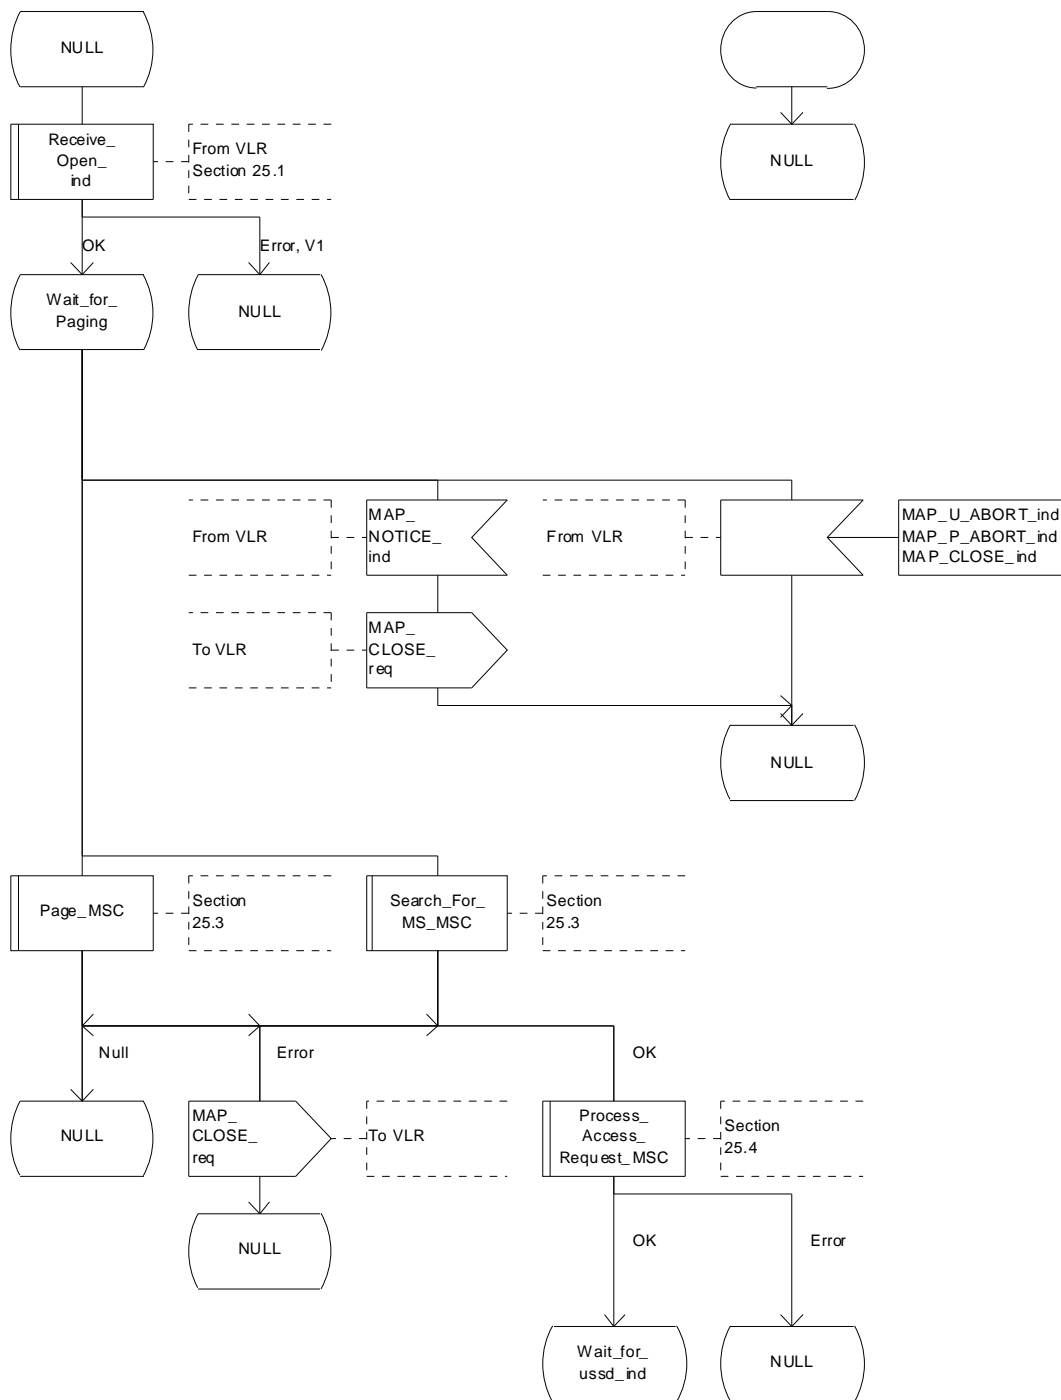 NULL
Receive_
Open_
ind
From VLR
Section 25.1
NULL
OK
Error, V1
Wait_for_
Paging
NULL
From VLR
MAP_
NOTICE_
ind
From VLR
MAP_U_ABORT_ind
MAP_P_ABORT_ind
MAP_CLOSE_ind
To VLR
MAP_
CLOSE_
req
NULL
Page_MSC
Section
25.3
Search_For_
MS_MSC
Section
25.3
Null
Error
OK
NULL
MAP_
CLOSE_
req
To VLR
Process_
Access_
Request_MSC
Section
25.4
NULL
OK
Error
Wait_for_
ussd_ind
NULL